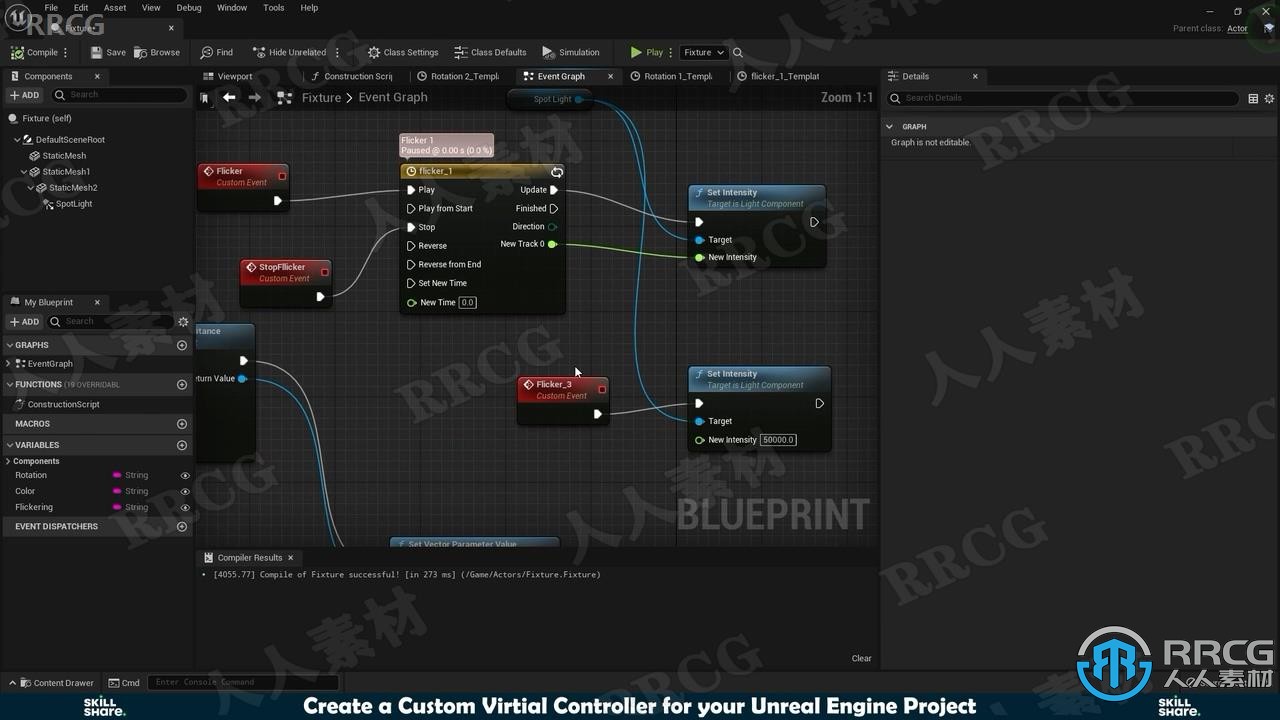 File Edit Asset View Debug Window Tools Help
RRCG
Fixture*
Parent class: Actor
Compile Save Browse Find Hide Unrelated Class Settings Class Defaults Simulation Play Fixture
Components
Viewport Construction Scrip Rotation 2_Templ Event Graph Rotation 1_Templ flicker_1_Templat
Details
ADD Search
Fixture > Event Graph
Spot Light
Zoom 1:1
Search Details
Fixture (self)
DefaultSceneRoot
StaticMesh
StaticMesh1
StaticMesh2
SpotLight
GRAPH
Graph is not editable.
Flicker 1
Paused @ 0.00 s (0.0 %)
Flicker
Custom Event
flicker_1
Play Update
Play from Start Finished
Stop Direction
Reverse New Track 0
Reverse from End
Set New Time
New Time 0.0
StopFllicker
Custom Event
Set Intensity
Target is Light Component
Target
New Intensity
My Blueprint
ADD Search
GRAPHS
EventGraph
FUNCTIONS (19 OVERRIDABL
ConstructionScript
MACROS
VARIABLES
Components
Rotation String
Color String
Flickering String
EVENT DISPATCHERS
itance
eturn Value
Flicker_3
Custom Event
Set Intensity
Target is Light Component
Target
New Intensity 50000.0
BLUEPRINT
Set Vector Parameter Value
Compiler Results
[4055.77] Compile of Fixture successful! [in 273 ms] (/Game/Actors/Fixture.Fixture)
Clear
Content Drawer Cmd Enter Console Command
RRCG
人人素材
SKILL
SHARE.
Create a Custom Virtial Controller for your Unreal Engine Project
SKILL
SHARE.